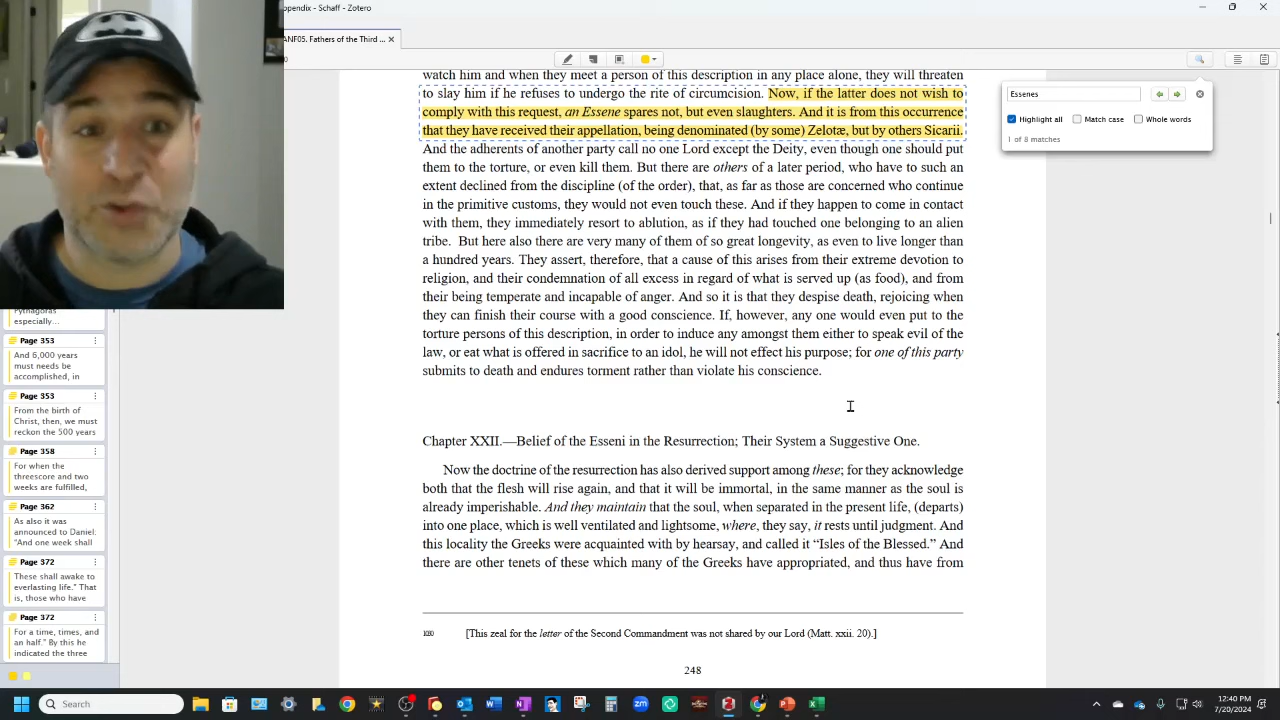 ppendix - Schaff - Zotero
ANF05. Fathers of the Third ...
watch him and when they meet a person of this description in any place alone, they will threaten
to slay him if he refuses to undergo the rite of circumcision. Now, if the latter does not wish to
comply with this request, an Essene spares not, but even slaughters. And it is from this occurrence
that they have received their appellation, being denominated (by some) Zelotæ, but by others Sicarii.
And the adherents of another party call no one Lord except the Deity, even though one should put
them to the torture, or even kill them. But there are others of a later period, who have to such an
extent declined from the discipline (of the order), that, as far as those are concerned who continue
in the primitive customs, they would not even touch these. And if they happen to come in contact
with them, they immediately resort to ablution, as if they had touched one belonging to an alien
tribe. But here also there are very many of them of so great longevity, as even to live longer than
a hundred years. They assert, therefore, that a cause of this arises from their extreme devotion to
religion, and their condemnation of all excess in regard of what is served up (as food), and from
their being temperate and incapable of anger. And so it is that they despise death, rejoicing when
they can finish their course with a good conscience. If, however, any one would even put to the
torture persons of this description, in order to induce any amongst them either to speak evil of the
law, or eat what is offered in sacrifice to an idol, he will not effect his purpose; for one of this party
submits to death and endures torment rather than violate his conscience.
Chapter XXII.—Belief of the Esseni in the Resurrection; Their System a Suggestive One.
Now the doctrine of the resurrection has also derived support among these; for they acknowledge
both that the flesh will rise again, and that it will be immortal, in the same manner as the soul is
already imperishable. And they maintain that the soul, when separated in the present life, (departs)
into one place, which is well ventilated and lightsome, where, they say, it rests until judgment. And
this locality the Greeks were acquainted with by hearsay, and called it “Isles of the Blessed.” And
there are other tenets of these which many of the Greeks have appropriated, and thus have from
1080 [This zeal for the letter of the Second Commandment was not shared by our Lord (Matt. xxii. 20).]
248
Essenes
Highlight all
Match case
Whole words
1 of 8 matches
Pythagoras
especially...
Page 353
And 6,000 years
must needs be
accomplished, in
Page 353
From the birth of
Christ, then, we must
reckon the 500 years
Page 358
For when the
threescore and two
weeks are fulfilled,
Page 362
As also it was
announced to Daniel:
“And one week shall
Page 372
These shall awake to
everlasting life.” That
is, those who have
Page 372
For a time, times, and
an half.” By this he
indicated the three
Search
zm
12:40 PM
7/20/2024